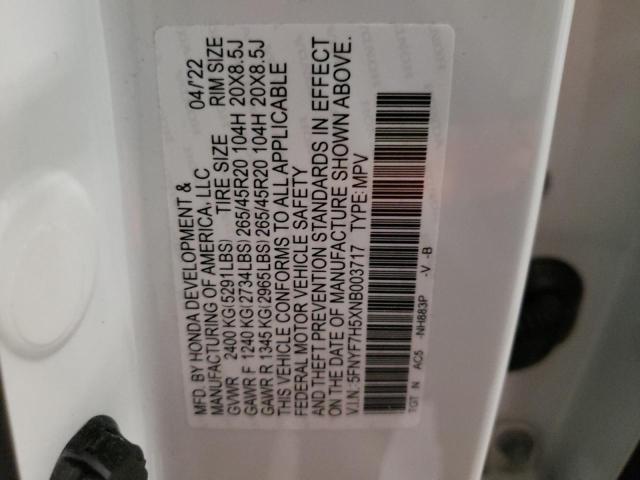 MFD. BY HONDA DEVELOPMENT & 04/'22
MANUFACTURING OF AMERICA, LLC
TIRE SIZE RIM SIZE
GVWR 2400 KG(5291LBS)
GAWR F 1240 KG(2734LBS) 265/45R20 104H 20X8.5J
GAWR R 1345 KG(2965LBS) 265/45R20 104H 20X8.5J
THIS VEHICLE CONFORMS TO ALL APPLICABLE
FEDERAL MOTOR VEHICLE SAFETY
AND THEFT PREVENTION STANDARDS IN EFFECT
ON THE DATE OF MANUFACTURE SHOWN ABOVE.
V.I.N: 5FNYF7H5XNB003717 TYPE: MPV
TGT IN AC5 -NH883P -V -B